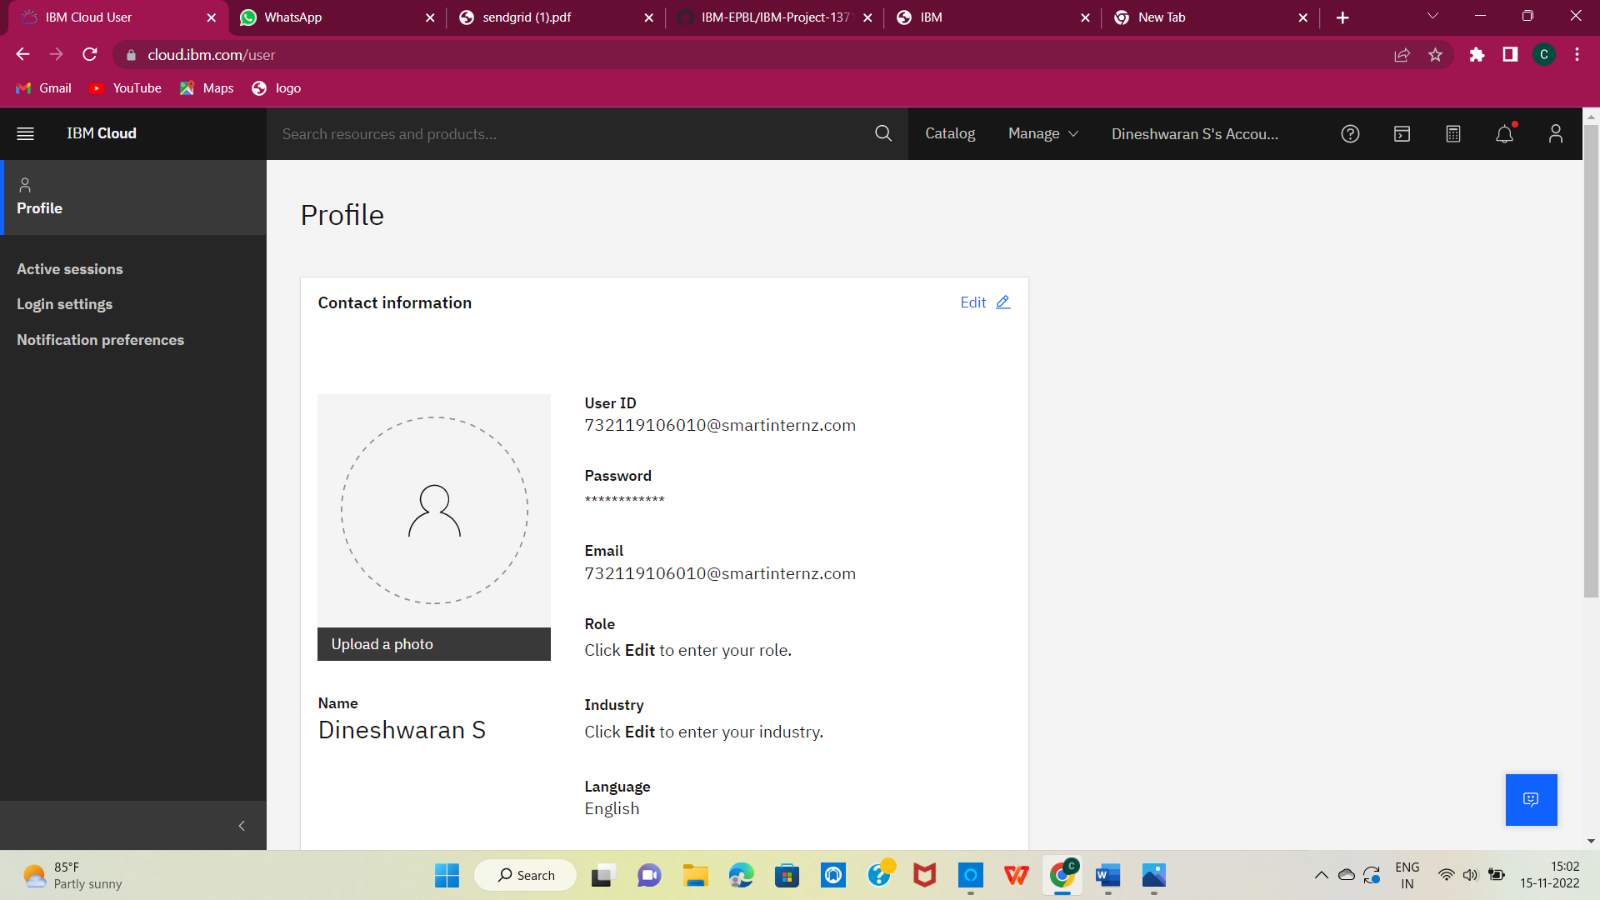 IBM Cloud User
WhatsApp
sendgrid (1).pdf
IBM-EPBL/IBM-Project-137
IBM
New Tab
cloud.ibm.com/user
C
Gmail
YouTube
Maps
logo
IBM Cloud
Search resources and products...
Catalog
Manage
Dineshwaran S's Accou...
Profile
Active sessions
Login settings
Notification preferences
Profile
Contact information
Edit
User ID
732119106010@smartinternz.com
Password
************
Email
732119106010@smartinternz.com
Upload a photo
Role
Click Edit to enter your role.
Name
Dineshwaran S
Industry
Click Edit to enter your industry.
Language
English
85°F
Partly sunny
Search
C
ENG
IN
15:02
15-11-2022